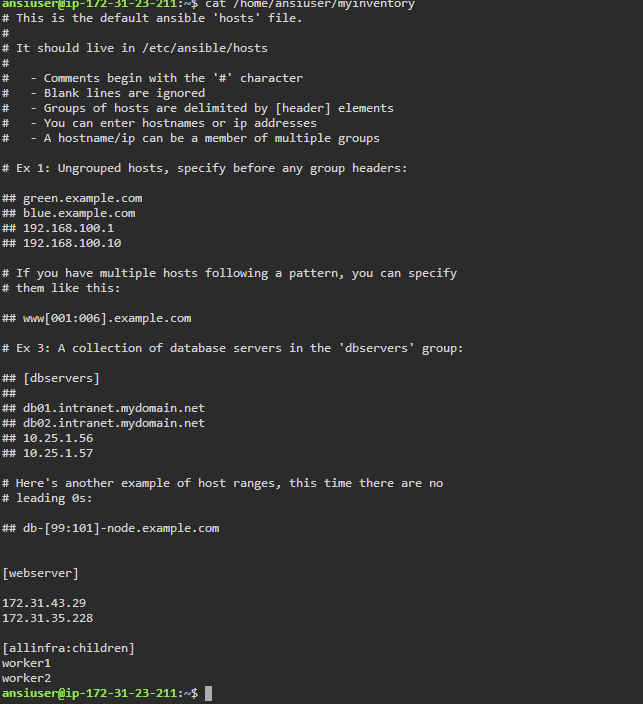 ansiuser@ip-172-31-23-211:~$ cat /home/ansiuser/myinventory
# This is the default ansible 'hosts' file.
#
# It should live in /etc/ansible/hosts
#
#   - Comments begin with the '#' character
#   - Blank lines are ignored
#   - Groups of hosts are delimited by [header] elements
#   - You can enter hostnames or ip addresses
#   - A hostname/ip can be a member of multiple groups
# Ex 1: Ungrouped hosts, specify before any group headers:
## green.example.com
## blue.example.com
## 192.168.100.1
## 192.168.100.10
# If you have multiple hosts following a pattern, you can specify
# them like this:
## www[001:006].example.com
# Ex 3: A collection of database servers in the 'dbservers' group:
## [dbservers]
##
## db01.intranet.mydomain.net
## db02.intranet.mydomain.net
## 10.25.1.56
## 10.25.1.57
# Here's another example of host ranges, this time there are no
# leading 0s:
## db-[99:101]-node.example.com
[webserver]
172.31.43.29
172.31.35.228
[allinfra:children]
worker1
worker2
ansiuser@ip-172-31-23-211:~$